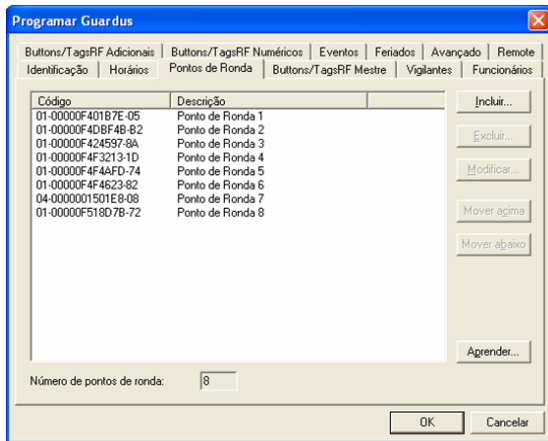 Programar Guardus
Buttons/TagsRF Adicionais Buttons/TagsRF Numéricos Eventos Feriados Avançado Remote
Identificação Horários Pontos de Ronda Buttons/TagsRF Mestre Vigilantes Funcionários
Código Descrição
01-00000F401B7E-05 Ponto de Ronda 1
01-00000F4DBF4B-B2 Ponto de Ronda 2
01-00000F424597-8A Ponto de Ronda 3
01-00000F4F3213-1D Ponto de Ronda 4
01-00000F4F4AFD-74 Ponto de Ronda 5
01-00000F4F4623-82 Ponto de Ronda 6
04-0000001501E8-08 Ponto de Ronda 7
01-00000F518D7B-72 Ponto de Ronda 8
Incluir...
Excluir...
Modificar...
Mover acima
Mover abaixo
Aprender...
Número de pontos de ronda: 8
OK Cancelar